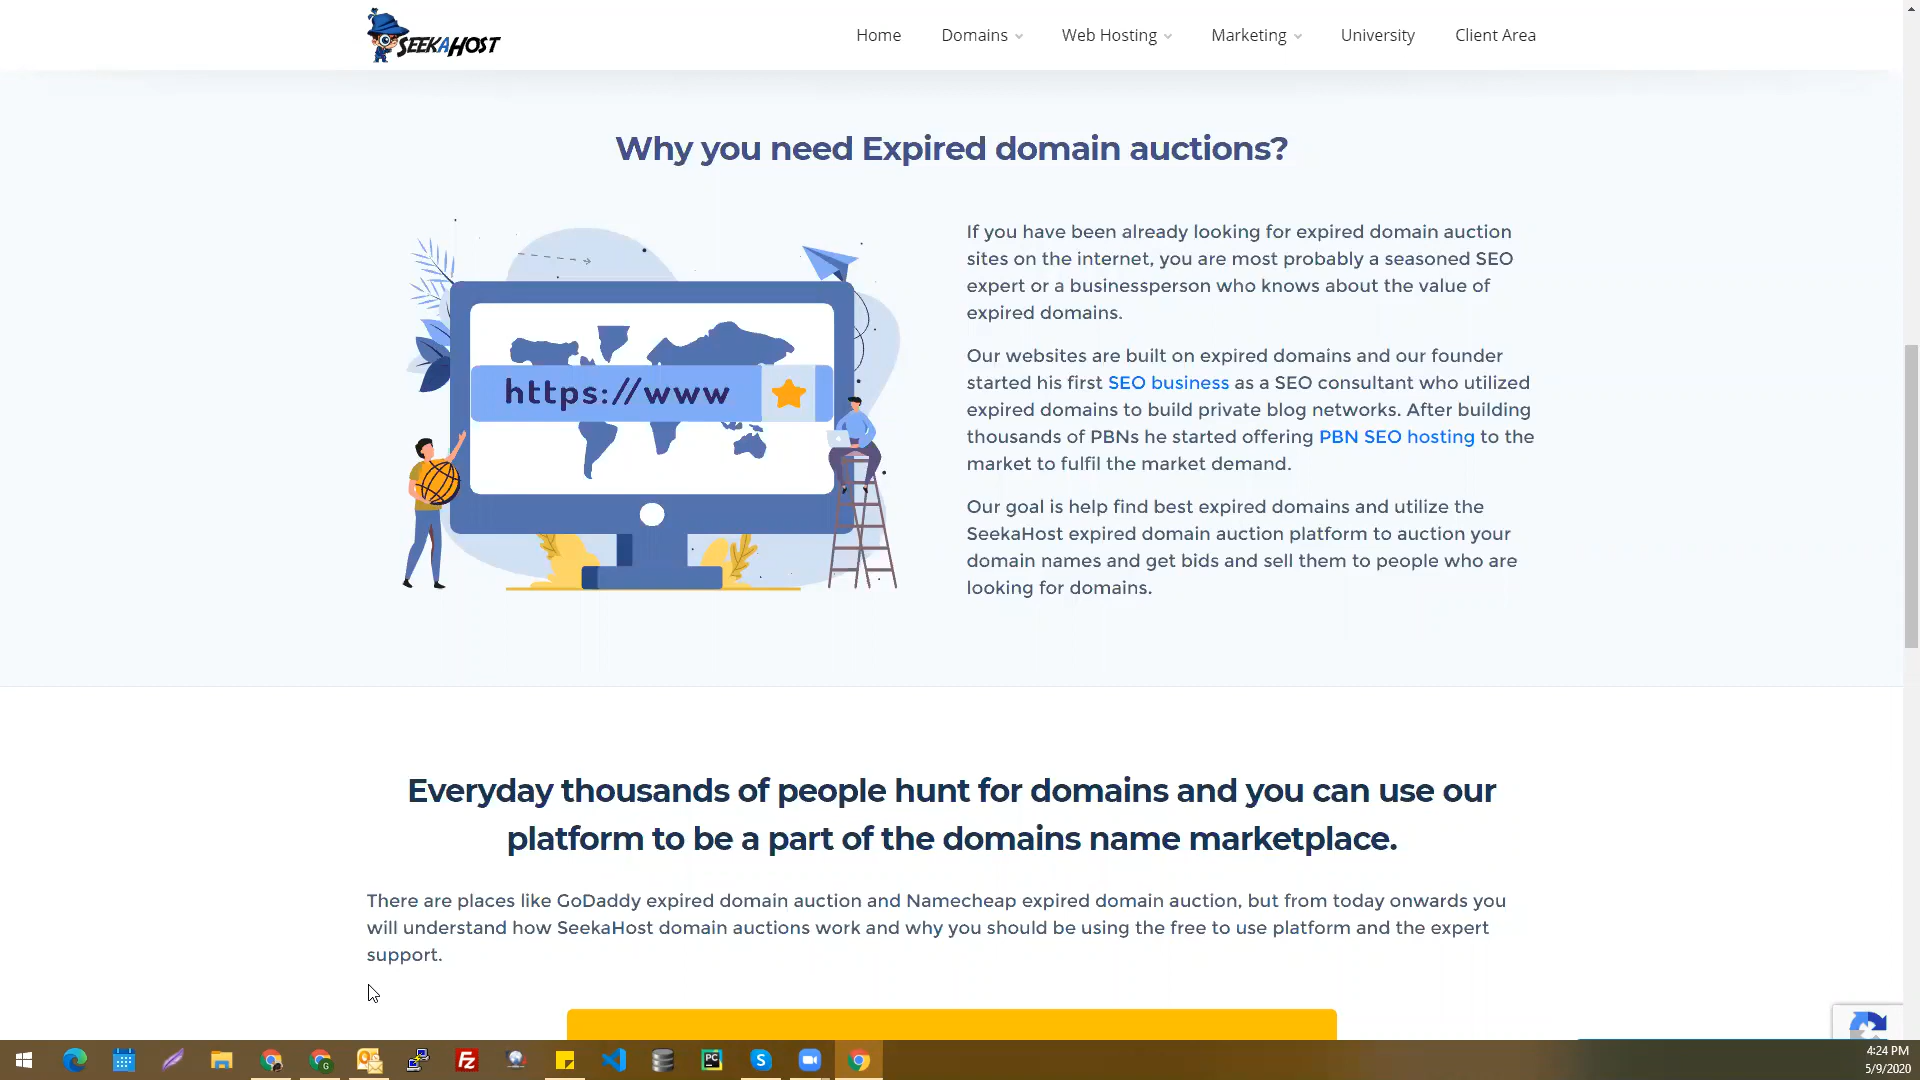 SEEKAHOST
Home
Domains
Web Hosting
Marketing
University
Client Area
Why you need Expired domain auctions?
https://www
If you have been already looking for expired domain auction
sites on the internet, you are most probably a seasoned SEO
expert or a businessperson who knows about the value of
expired domains.
Our websites are built on expired domains and our founder
started his first SEO business as a SEO consultant who utilized
expired domains to build private blog networks. After building
thousands of PBNs he started offering PBN SEO hosting to the
market to fulfil the market demand.
Our goal is help find best expired domains and utilize the
SeekaHost expired domain auction platform to auction your
domain names and get bids and sell them to people who are
looking for domains.
Everyday thousands of people hunt for domains and you can use our
platform to be a part of the domains name marketplace.
There are places like GoDaddy expired domain auction and Namecheap expired domain auction, but from today onwards you
will understand how SeekaHost domain auctions work and why you should be using the free to use platform and the expert
support.
4:24 PM
5/9/2020